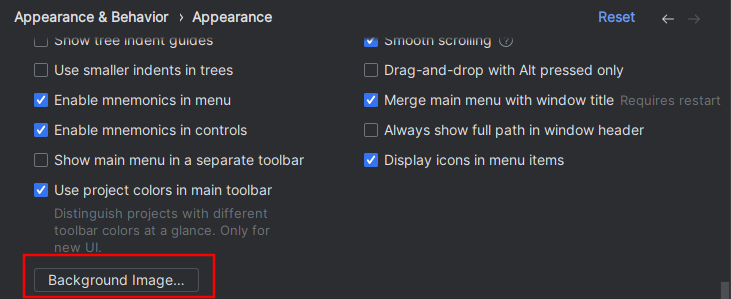 Appearance & Behavior › Appearance
Reset
Show tree indent guides
Smooth scrolling ?
Use smaller indents in trees
Drag-and-drop with Alt pressed only
Enable mnemonics in menu
Merge main menu with window title Requires restart
Enable mnemonics in controls
Always show full path in window header
Show main menu in a separate toolbar
Display icons in menu items
Use project colors in main toolbar
Distinguish projects with different
toolbar colors at a glance. Only for
new UI.
Background Image...